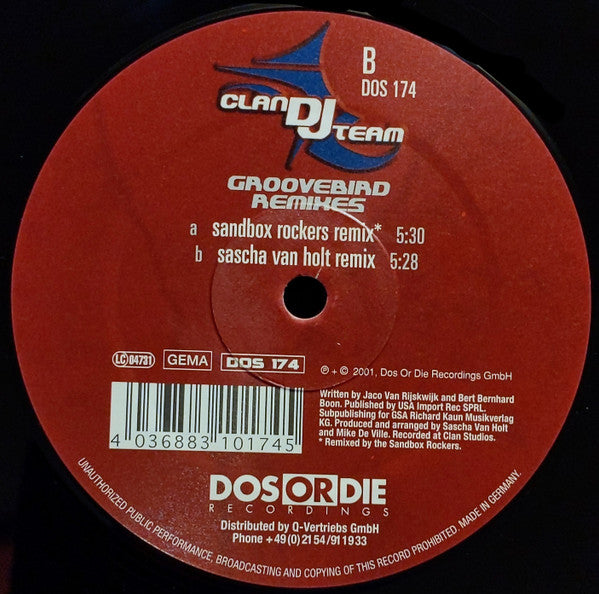 B
DOS 174
CLAN DJ TEAM
GROOVEBIRD
REMIXES
a sandbox rockers remix* 5:30
b sascha van holt remix 5:28
LC 04731 GEMA DOS 174
℗ + © 2001, Dos Or Die Recordings GmbH
Written by Jaco Van Rijskwijk and Bert Bernhard
Boon. Published by USA Import Rec SPRL.
Subpublishing for GSA Richard Kaun Musikverlag
KG. Produced and arranged by Sascha Van Holt
and Mike De Ville. Recorded at Clan Studios.
* Remixed by the Sandbox Rockers.
4 036883 101745
DOS OR DIE
RECORDINGS
Distributed by Q-Vertriebs GmbH
Phone +49(0)2154/911933
UNAUTHORIZED PUBLIC PERFORMANCE, BROADCASTING AND COPYING OF THIS RECORD PROHIBITED. MADE IN GERMANY.